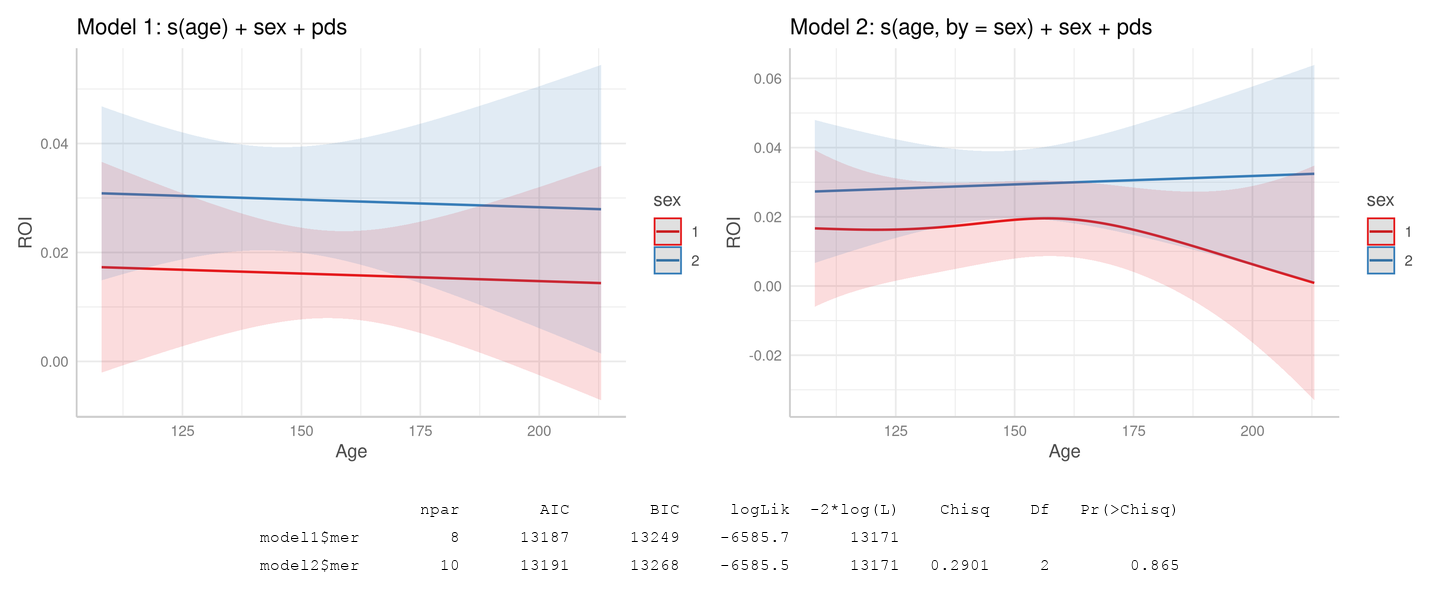 Model 1: s(age) + sex + pds
0.04
0.02
0.00
ROI
125 150 175 200
Age
sex
1
2
Model 2: s(age, by = sex) + sex + pds
0.06
0.04
0.02
0.00
-0.02
ROI
125 150 175 200
Age
sex
1
2
npar AIC BIC logLik -2*log(L) Chisq Df Pr(>Chisq)
model1$mer 8 13187 13249 -6585.7 13171
model2$mer 10 13191 13268 -6585.5 13171 0.2901 2 0.865